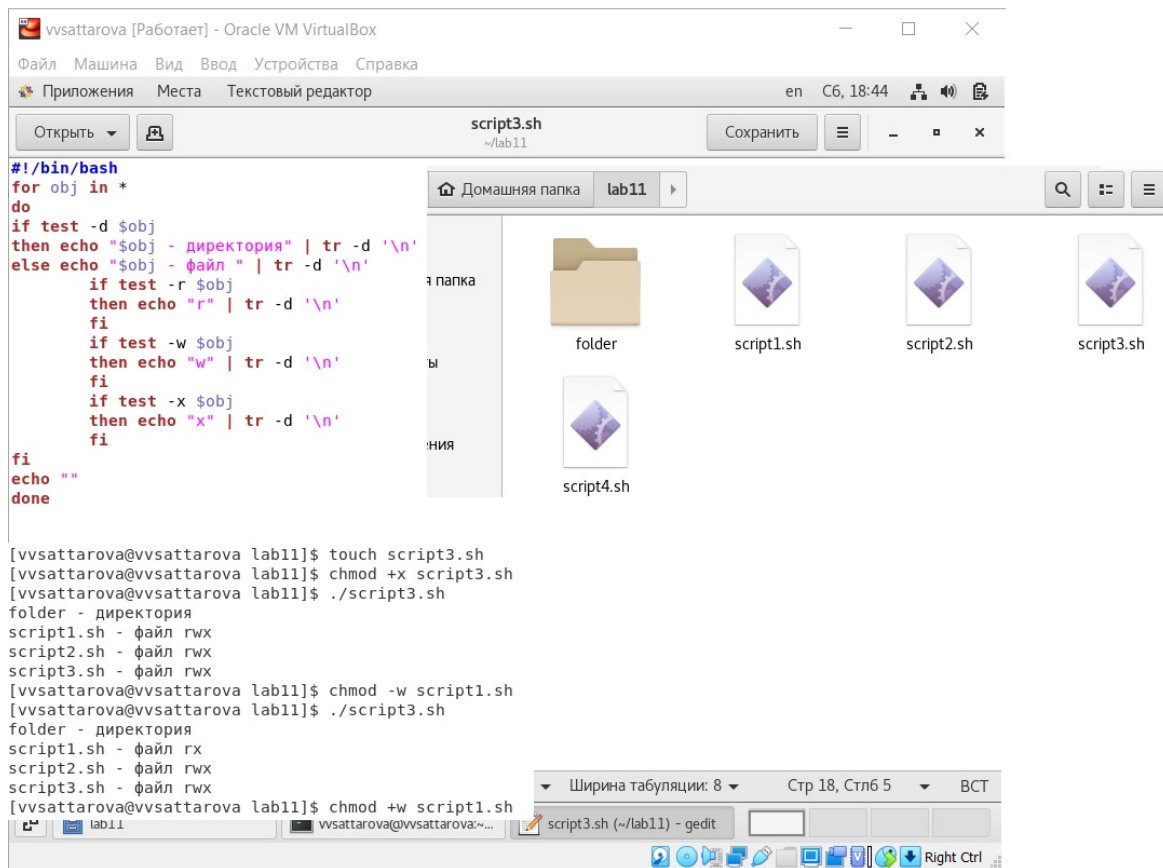 vvsattarova [Работает] - Oracle VM VirtualBox
Файл Машина Вид Ввод Устройства Справка
Приложения Места Текстовый редактор en Сб, 18:44
Открыть script3.sh Сохранить
~/lab11
#!/bin/bash
for obj in *
do
if test -d $obj
then echo "$obj - директория" | tr -d '\n'
else echo "$obj - файл " | tr -d '\n'
if test -r $obj
then echo "r" | tr -d '\n'
fi
if test -w $obj
then echo "w" | tr -d '\n'
fi
if test -x $obj
then echo "x" | tr -d '\n'
fi
fi
echo ""
done
Домашняя папка lab11
я папка
ты
ения
folder script1.sh script2.sh script3.sh
script4.sh
[vvsattarova@vvsattarova lab11]$ touch script3.sh
[vvsattarova@vvsattarova lab11]$ chmod +x script3.sh
[vvsattarova@vvsattarova lab11]$ ./script3.sh
folder - директория
script1.sh - файл rwx
script2.sh - файл rwx
script3.sh - файл rwx
[vvsattarova@vvsattarova lab11]$ chmod -w script1.sh
[vvsattarova@vvsattarova lab11]$ ./script3.sh
folder - директория
script1.sh - файл rx
script2.sh - файл rwx
script3.sh - файл rwx
[vvsattarova@vvsattarova lab11]$ chmod +w script1.sh
Ширина табуляции: 8 Стр 18, Стлб 5 ВСТ
lab11 vvsattarova@vvsattarova:~... script3.sh (~/lab11) - gedit
Right Ctrl